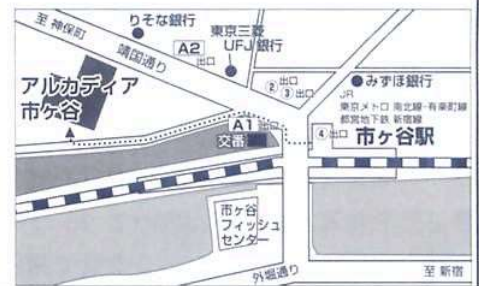 至 神保町
りそな銀行
靖国通り
A2 出口
東京三菱
UFJ 銀行
② 出口
③ 出口
みずほ銀行
JR
東京メトロ 南北線・有楽町線
都営地下鉄 新宿線
アルカディア
市ヶ谷
A1 出口
交番
④ 出口
市ヶ谷駅
市ヶ谷
フィッシュ
センター
外堀通り
至 新宿